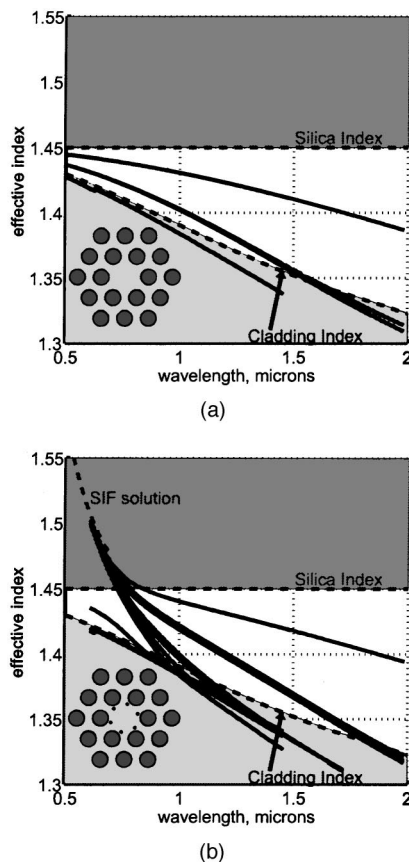 1.55
1.5
1.45
1.4
1.35
1.3
effective index
Silica Index
Cladding Index
0.5 1 1.5 2
wavelength, microns
(a)
1.55
1.5
1.45
1.4
1.35
1.3
effective index
SIF solution
Silica Index
Cladding Index
0.5 1 1.5 2
wavelength, microns
(b)